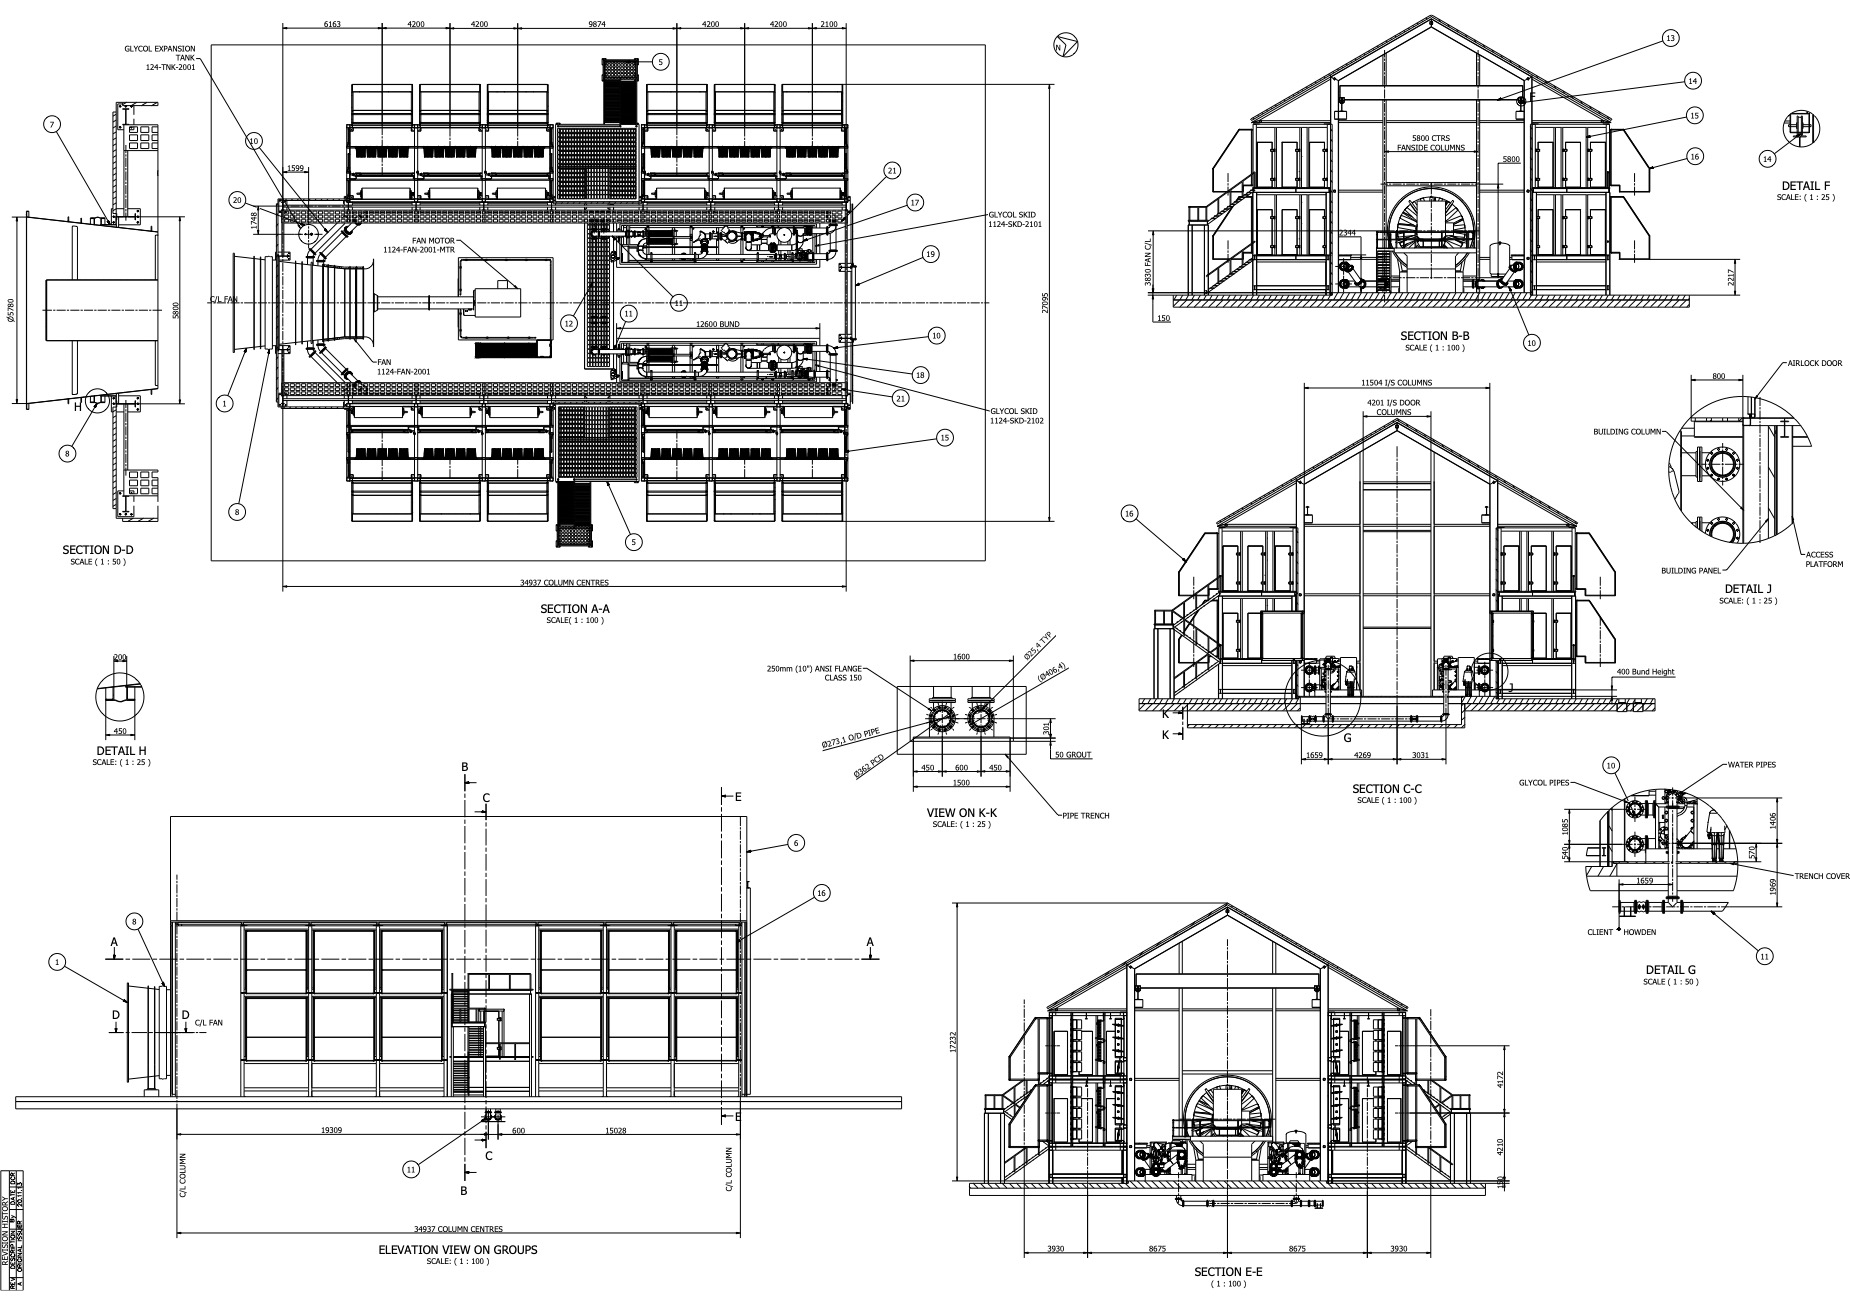 6163
4200
4200
9874
4200
4200
2100
GLYCOL EXPANSION
TANK
124-TNK-2001
N
5
7
10
1599
20
1748
21
17
GLYCOL SKID
1124-SKD-2101
FAN MOTOR
1124-FAN-2001-MTR
19
C/L FAN
11
11
12
12600 BUND
27095
10
FAN
1124-FAN-2001
18
1
21
GLYCOL SKID
1124-SKD-2102
15
8
5
34937 COLUMN CENTRES
SECTION A-A
SCALE( 1 : 100 )
Ø5780
5800
H
8
SECTION D-D
SCALE ( 1 : 50 )
13
14
F
15
16
5800 CTRS
FANSIDE COLUMNS
5800
2344
3830 FAN C/L
2217
150
10
SECTION B-B
SCALE ( 1 : 100 )
14
DETAIL F
SCALE: ( 1 : 25 )
11504 I/S COLUMNS
4201 I/S DOOR
COLUMNS
16
400 Bund Height
J
K
K
G
1659
4269
3031
SECTION C-C
SCALE ( 1 : 100 )
AIRLOCK DOOR
800
BUILDING COLUMN
BUILDING PANEL
ACCESS
PLATFORM
DETAIL J
SCALE: ( 1 : 25 )
200
450
DETAIL H
SCALE: ( 1 : 25 )
1600
Ø25,4 TYP
250mm (10") ANSI FLANGE
CLASS 150
(Ø406,4)
Ø273,1 O/D PIPE
Ø362 PCD
301
50 GROUT
450
600
450
1500
PIPE TRENCH
VIEW ON K-K
SCALE: ( 1 : 25 )
10
WATER PIPES
GLYCOL PIPES
1085
540
1406
570
1969
1659
TRENCH COVER
CLIENT
HOWDEN
11
DETAIL G
SCALE ( 1 : 50 )
B
C
E
6
16
8
A
A
1
D
D
C/L FAN
E
19309
600
15028
C
11
B
C/L COLUMN
C/L COLUMN
34937 COLUMN CENTRES
ELEVATION VIEW ON GROUPS
SCALE: ( 1 : 100 )
17232
4172
4210
150
3930
8675
8675
3930
SECTION E-E
( 1 : 100 )
REVISION HISTORY
REV
DESCRIPTION
BY
DATE
A
ORIGINAL ISSUE